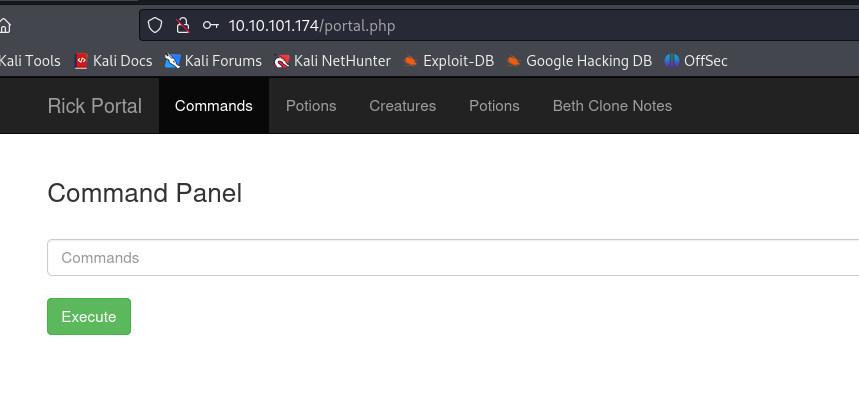 10.10.101.174/portal.php
Kali Tools Kali Docs Kali Forums Kali NetHunter Exploit-DB Google Hacking DB OffSec
Rick Portal Commands Potions Creatures Potions Beth Clone Notes
Command Panel
Commands
Execute